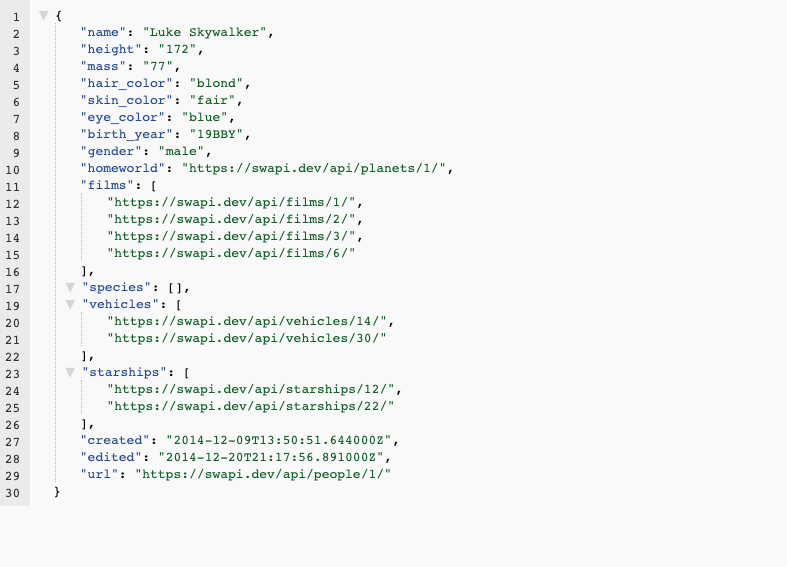 1 {
2 "name": "Luke Skywalker",
3 "height": "172",
4 "mass": "77",
5 "hair_color": "blond",
6 "skin_color": "fair",
7 "eye_color": "blue",
8 "birth_year": "19BBY",
9 "gender": "male",
10 "homeworld": "https://swapi.dev/api/planets/1/",
11 "films": [
12 "https://swapi.dev/api/films/1/",
13 "https://swapi.dev/api/films/2/",
14 "https://swapi.dev/api/films/3/",
15 "https://swapi.dev/api/films/6/"
16 ],
17 "species": [],
19 "vehicles": [
20 "https://swapi.dev/api/vehicles/14/",
21 "https://swapi.dev/api/vehicles/30/"
22 ],
23 "starships": [
24 "https://swapi.dev/api/starships/12/",
25 "https://swapi.dev/api/starships/22/"
26 ],
27 "created": "2014-12-09T13:50:51.644000Z",
28 "edited": "2014-12-20T21:17:56.891000Z",
29 "url": "https://swapi.dev/api/people/1/"
30 }